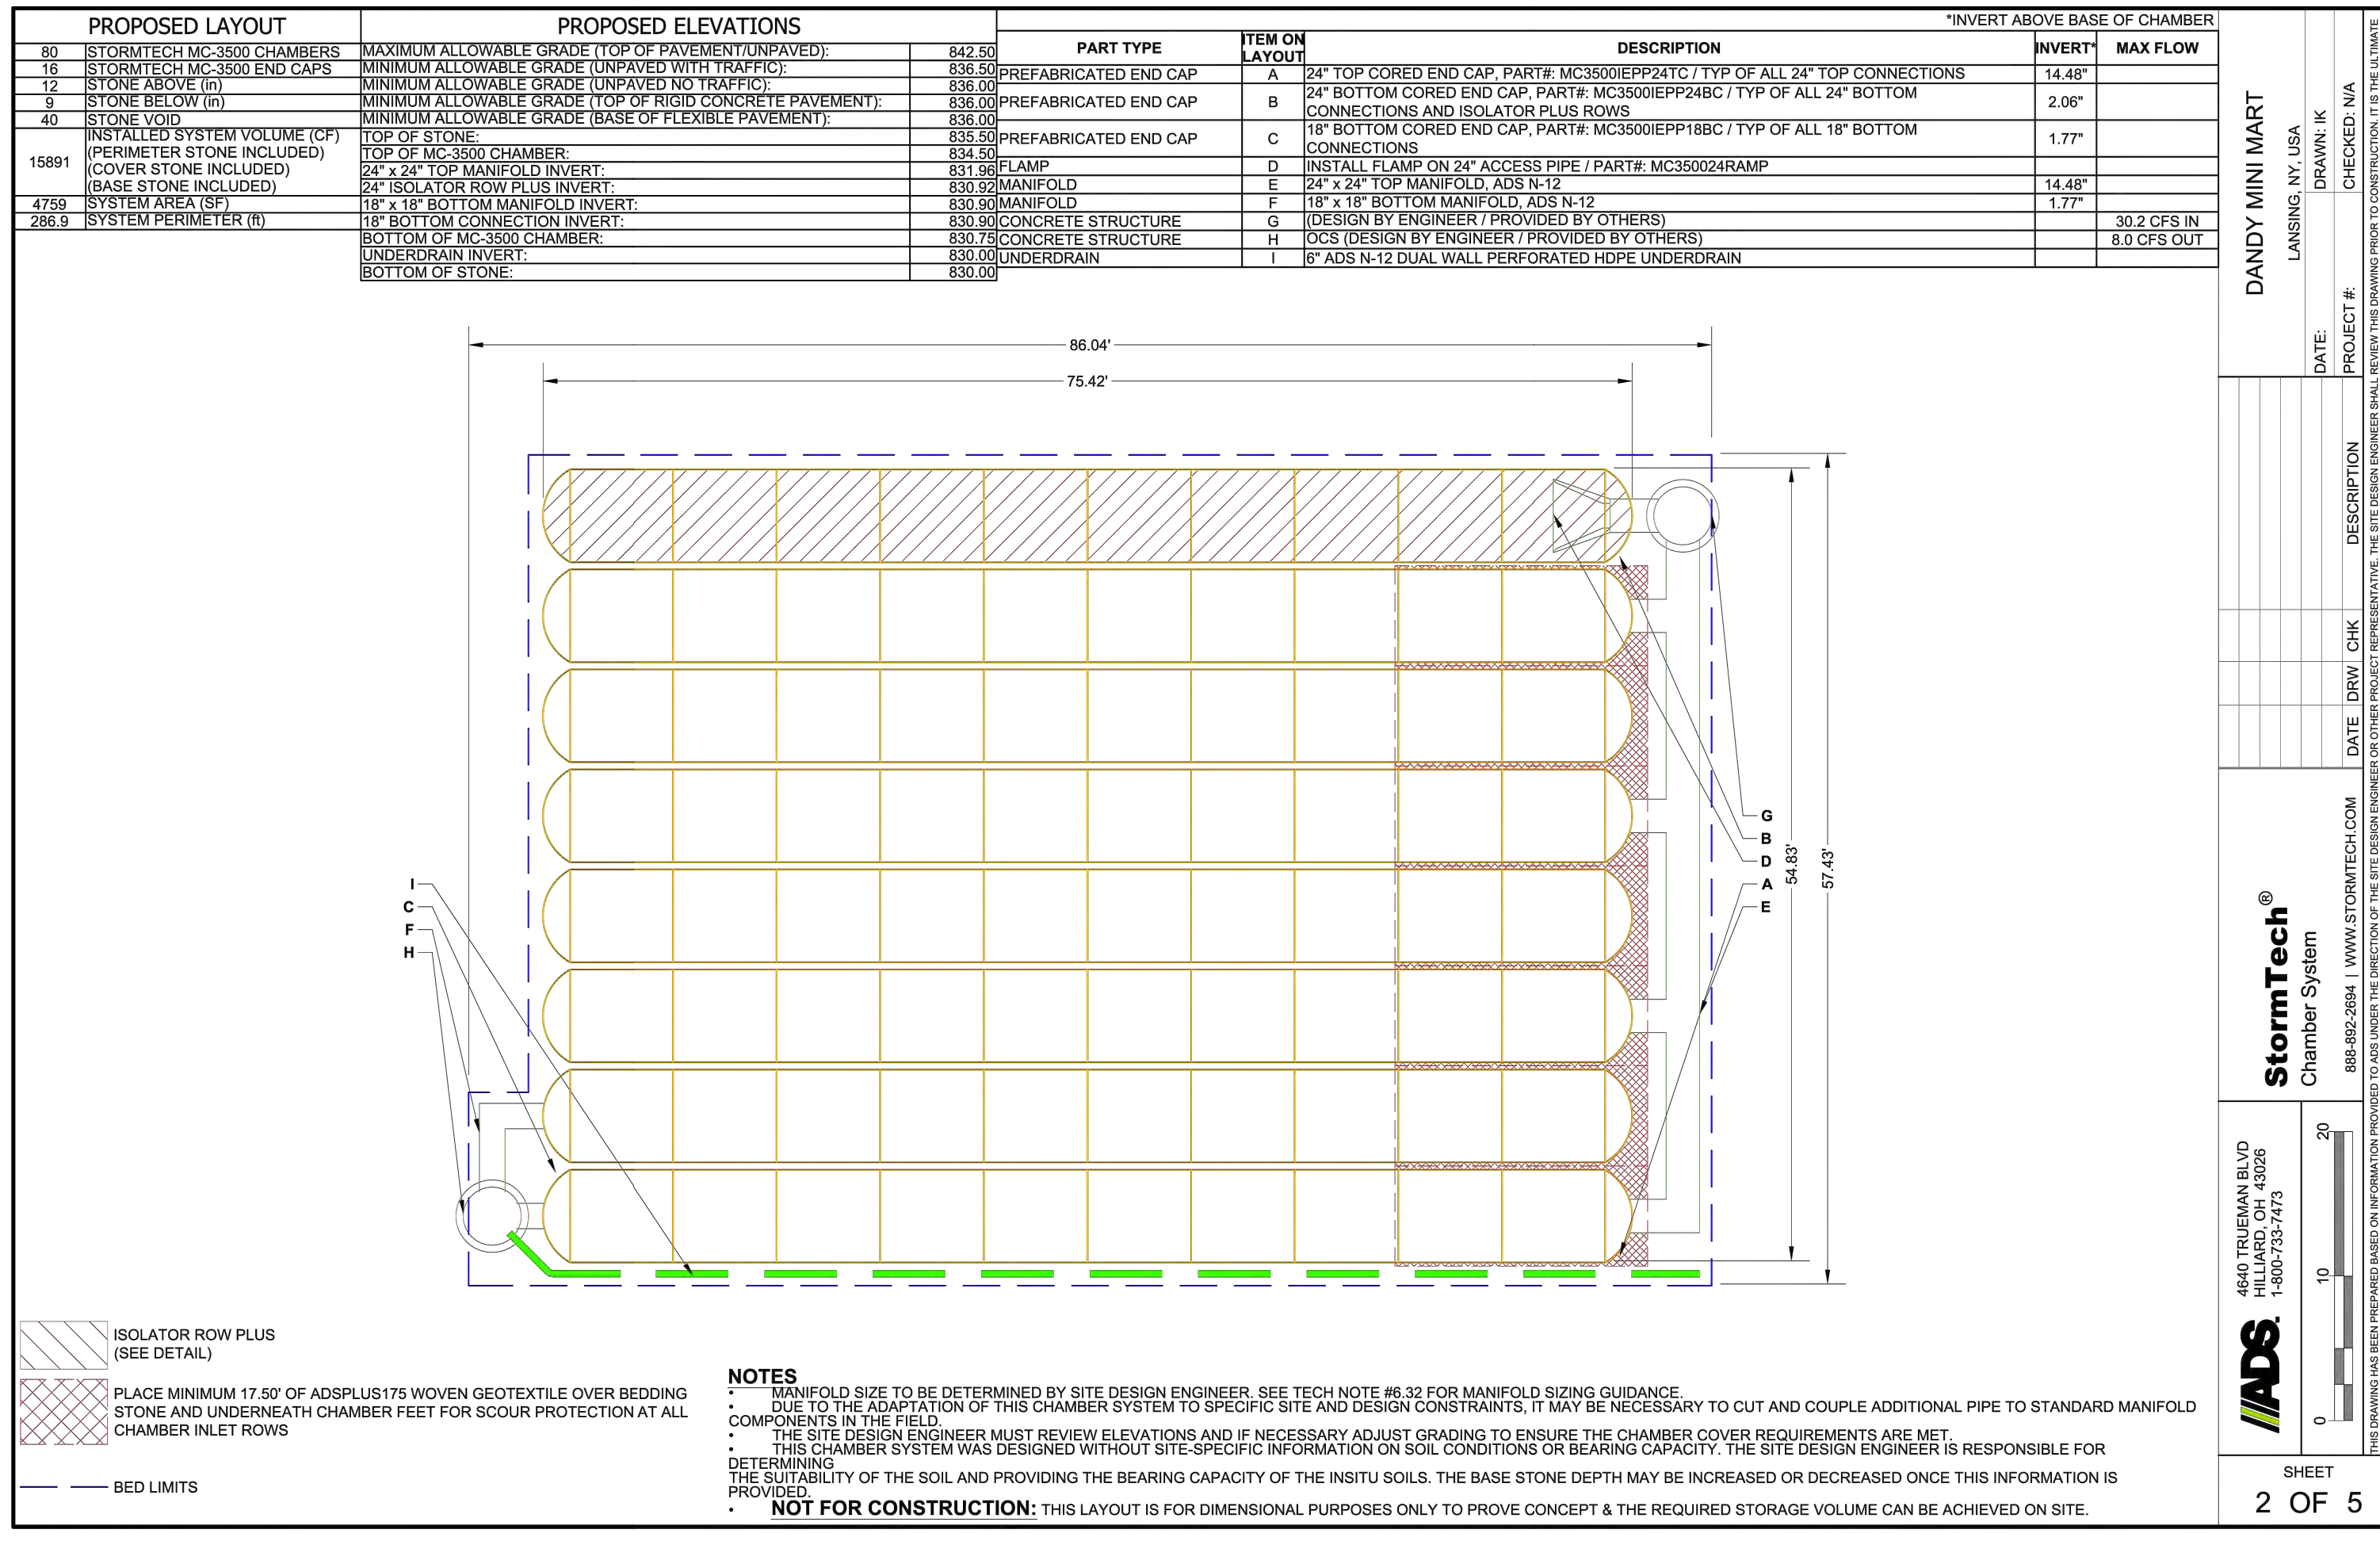 PROPOSED LAYOUT
80 STORMTECH MC-3500 CHAMBERS
16 STORMTECH MC-3500 END CAPS
12 STONE ABOVE (in)
9 STONE BELOW (in)
40 STONE VOID
15891 INSTALLED SYSTEM VOLUME (CF)
(PERIMETER STONE INCLUDED)
(COVER STONE INCLUDED)
(BASE STONE INCLUDED)
4759 SYSTEM AREA (SF)
286.9 SYSTEM PERIMETER (ft)
PROPOSED ELEVATIONS
MAXIMUM ALLOWABLE GRADE (TOP OF PAVEMENT/UNPAVED): 842.50
MINIMUM ALLOWABLE GRADE (UNPAVED WITH TRAFFIC): 836.50
MINIMUM ALLOWABLE GRADE (UNPAVED NO TRAFFIC): 836.00
MINIMUM ALLOWABLE GRADE (TOP OF RIGID CONCRETE PAVEMENT): 836.00
MINIMUM ALLOWABLE GRADE (BASE OF FLEXIBLE PAVEMENT): 836.00
TOP OF STONE: 835.50
TOP OF MC-3500 CHAMBER: 834.50
24" x 24" TOP MANIFOLD INVERT: 831.96
24" ISOLATOR ROW PLUS INVERT: 830.92
18" x 18" BOTTOM MANIFOLD INVERT: 830.90
18" BOTTOM CONNECTION INVERT: 830.90
BOTTOM OF MC-3500 CHAMBER: 830.75
UNDERDRAIN INVERT: 830.00
BOTTOM OF STONE: 830.00
*INVERT ABOVE BASE OF CHAMBER
PART TYPE ITEM ON LAYOUT DESCRIPTION INVERT* MAX FLOW
PREFABRICATED END CAP A 24" TOP CORED END CAP, PART#: MC3500IEPP24TC / TYP OF ALL 24" TOP CONNECTIONS 14.48"
PREFABRICATED END CAP B 24" BOTTOM CORED END CAP, PART#: MC3500IEPP24BC / TYP OF ALL 24" BOTTOM
CONNECTIONS AND ISOLATOR PLUS ROWS 2.06"
PREFABRICATED END CAP C 18" BOTTOM CORED END CAP, PART#: MC3500IEPP18BC / TYP OF ALL 18" BOTTOM
CONNECTIONS 1.77"
FLAMP D INSTALL FLAMP ON 24" ACCESS PIPE / PART#: MC350024RAMP
MANIFOLD E 24" x 24" TOP MANIFOLD, ADS N-12 14.48"
MANIFOLD F 18" x 18" BOTTOM MANIFOLD, ADS N-12 1.77"
CONCRETE STRUCTURE G (DESIGN BY ENGINEER / PROVIDED BY OTHERS) 30.2 CFS IN
CONCRETE STRUCTURE H OCS (DESIGN BY ENGINEER / PROVIDED BY OTHERS) 8.0 CFS OUT
UNDERDRAIN I 6" ADS N-12 DUAL WALL PERFORATED HDPE UNDERDRAIN
86.04'
75.42'
G
B
D
A
E
54.83'
57.43'
I
C
F
H
ISOLATOR ROW PLUS
(SEE DETAIL)
PLACE MINIMUM 17.50' OF ADSPLUS175 WOVEN GEOTEXTILE OVER BEDDING
STONE AND UNDERNEATH CHAMBER FEET FOR SCOUR PROTECTION AT ALL
CHAMBER INLET ROWS
BED LIMITS
NOTES
• MANIFOLD SIZE TO BE DETERMINED BY SITE DESIGN ENGINEER. SEE TECH NOTE #6.32 FOR MANIFOLD SIZING GUIDANCE.
• DUE TO THE ADAPTATION OF THIS CHAMBER SYSTEM TO SPECIFIC SITE AND DESIGN CONSTRAINTS, IT MAY BE NECESSARY TO CUT AND COUPLE ADDITIONAL PIPE TO STANDARD MANIFOLD
COMPONENTS IN THE FIELD.
• THE SITE DESIGN ENGINEER MUST REVIEW ELEVATIONS AND IF NECESSARY ADJUST GRADING TO ENSURE THE CHAMBER COVER REQUIREMENTS ARE MET.
• THIS CHAMBER SYSTEM WAS DESIGNED WITHOUT SITE-SPECIFIC INFORMATION ON SOIL CONDITIONS OR BEARING CAPACITY. THE SITE DESIGN ENGINEER IS RESPONSIBLE FOR
DETERMINING
THE SUITABILITY OF THE SOIL AND PROVIDING THE BEARING CAPACITY OF THE INSITU SOILS. THE BASE STONE DEPTH MAY BE INCREASED OR DECREASED ONCE THIS INFORMATION IS
PROVIDED.
• NOT FOR CONSTRUCTION: THIS LAYOUT IS FOR DIMENSIONAL PURPOSES ONLY TO PROVE CONCEPT & THE REQUIRED STORAGE VOLUME CAN BE ACHIEVED ON SITE.
DANDY MINI MART
LANSING, NY, USA
DATE: DRAWN: IK
PROJECT #: CHECKED: N/A
DATE DRW CHK DESCRIPTION
StormTech®
Chamber System
888-892-2694 | WWW.STORMTECH.COM
4640 TRUEMAN BLVD
HILLIARD, OH 43026
1-800-733-7473
ADS
0 10 20
SHEET
2 OF 5
THIS DRAWING HAS BEEN PREPARED BASED ON INFORMATION PROVIDED TO ADS UNDER THE DIRECTION OF THE SITE DESIGN ENGINEER OR OTHER PROJECT REPRESENTATIVE. THE SITE DESIGN ENGINEER SHALL REVIEW THIS DRAWING PRIOR TO CONSTRUCTION. IT IS THE ULTIMATE